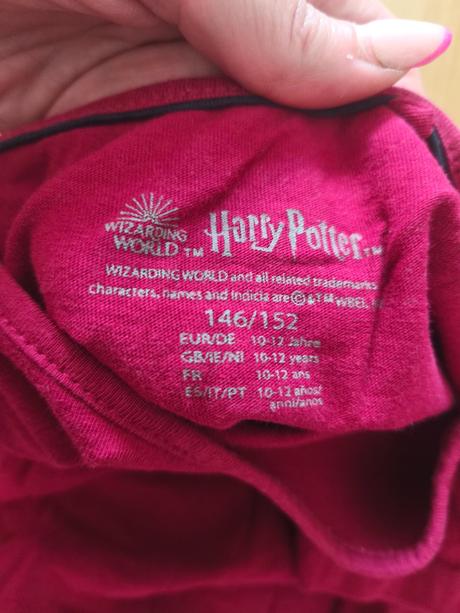 WIZARDING
WORLD TM
Harry Potter TM
WIZARDING WORLD and all related trademarks
characters, names and indicia are © & TM WBEI
146/152
EUR/DE 10-12 Jahre
GB/IE/NI 10-12 years
FR 10-12 ans
ES/IT/PT 10-12 años/
anni/anos